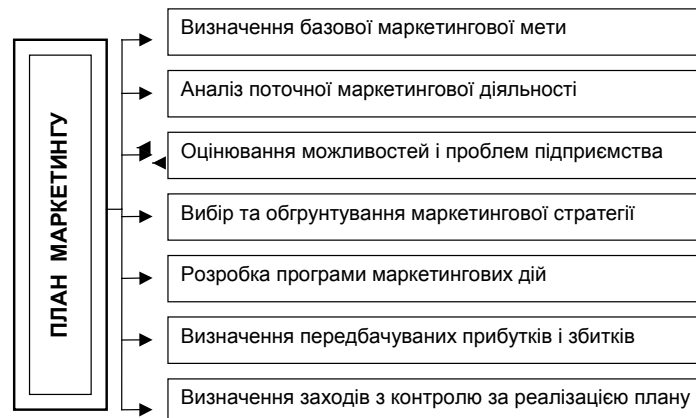 ПЛАН МАРКЕТИНГУ
Визначення базової маркетингової мети
Аналіз поточної маркетингової діяльності
Оцінювання можливостей і проблем підприємства
Вибір та обгрунтування маркетингової стратегії
Розробка програми маркетингових дій
Визначення передбачуваних прибутків і збитків
Визначення заходів з контролю за реалізацією плану